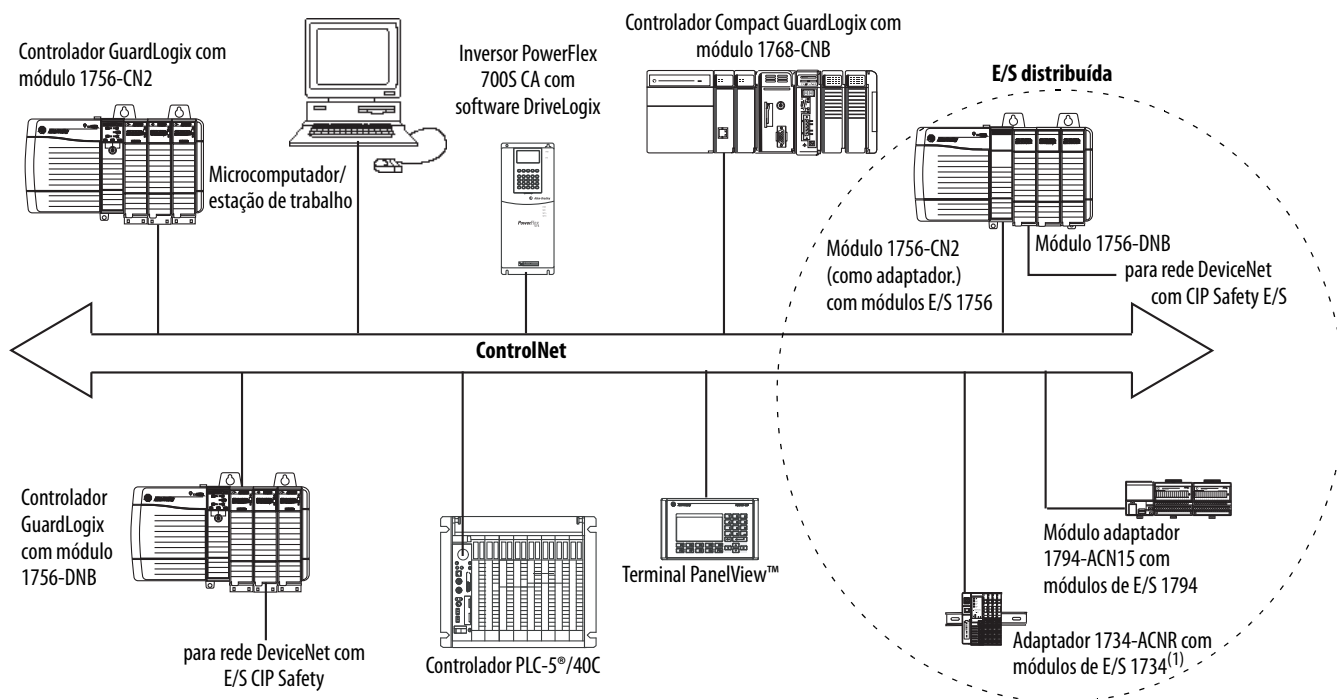 Controlador GuardLogix com
módulo 1756-CN2
Microcomputador/
estação de trabalho
Inversor PowerFlex
700S CA com
software DriveLogix
Controlador Compact GuardLogix com
módulo 1768-CNB
E/S distribuída
Módulo 1756-CN2
(como adaptador.)
com módulos E/S 1756
Módulo 1756-DNB
para rede DeviceNet
com CIP Safety E/S
ControlNet
Controlador
GuardLogix
com módulo
1756-DNB
para rede DeviceNet com
E/S CIP Safety
Controlador PLC-5®/40C
Terminal PanelView™
Módulo adaptador
1794-ACN15 com
módulos de E/S 1794
Adaptador 1734-ACNR com
módulos de E/S 1734(1)
PowerFlex